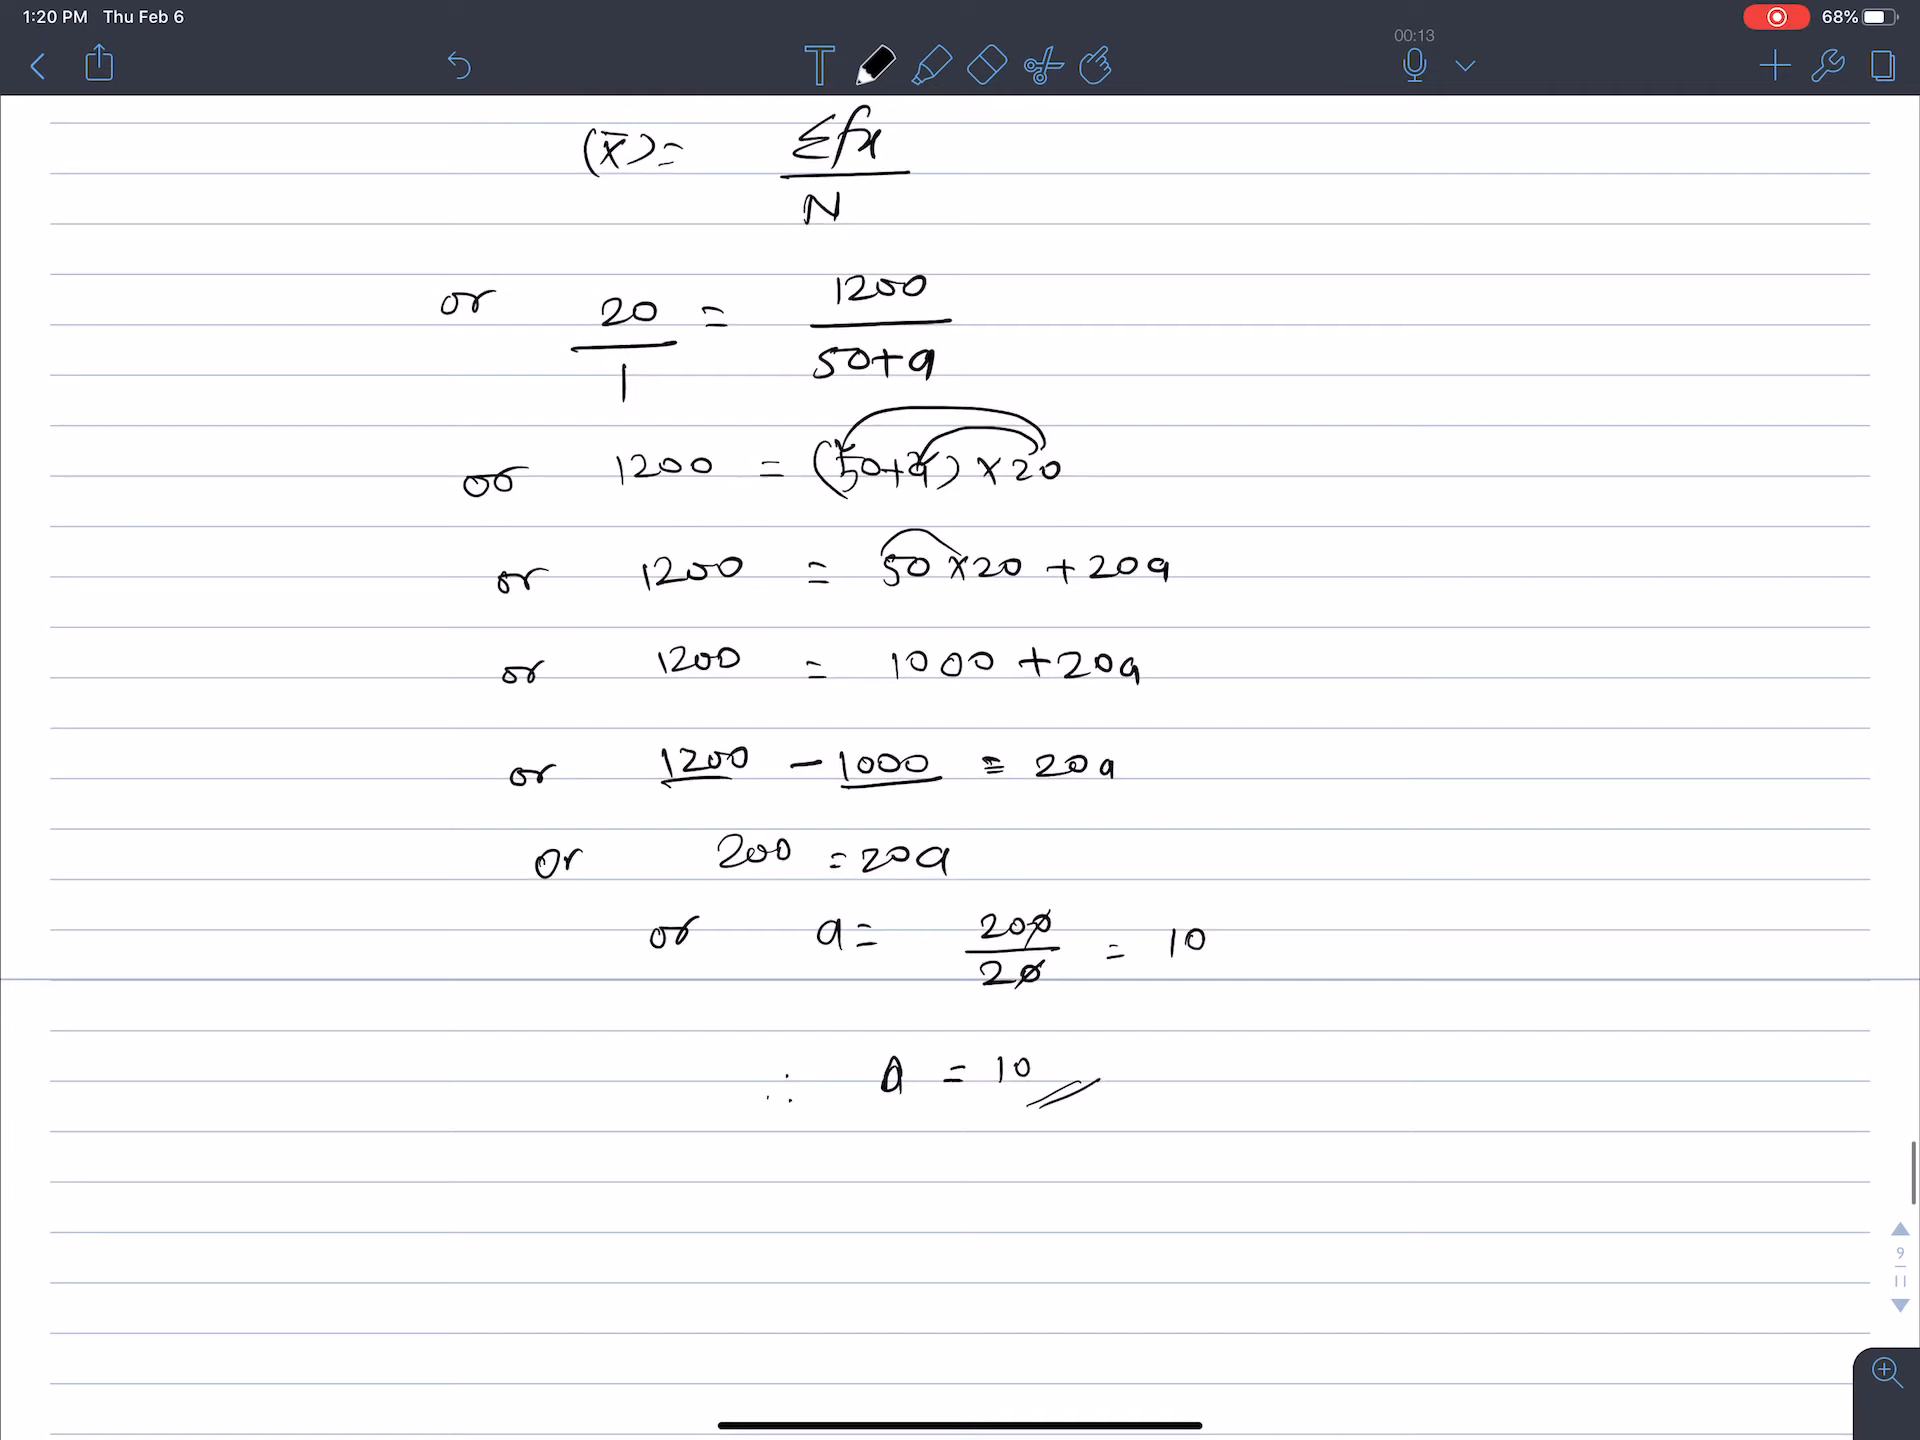 1:20 PM Thu Feb 6
68%
00:13
(x̄) = Σfx / N
or 20/1 = 1200 / 50+a
or 1200 = (50+a) × 20
or 1200 = 50 × 20 + 20a
or 1200 = 1000 + 20a
or 1200 - 1000 = 20a
or 200 = 20a
or a = 200/20 = 10
∴ a = 10
9
11